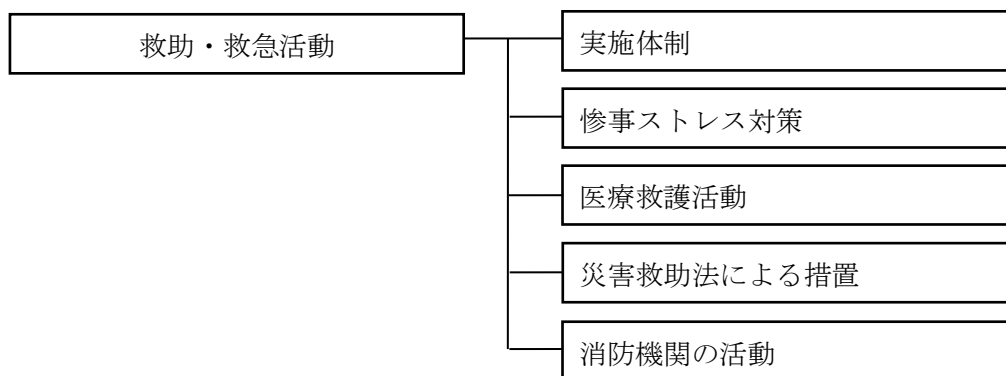 救助・救急活動
実施体制
惨事ストレス対策
医療救護活動
災害救助法による措置
消防機関の活動